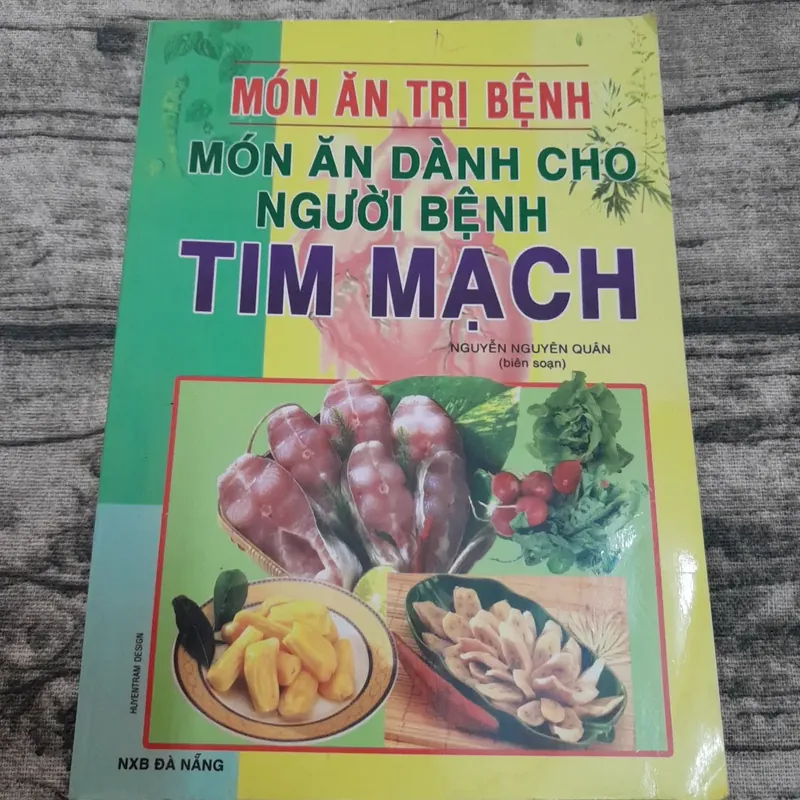 MÓN ĂN TRỊ BỆNH
MÓN ĂN DÀNH CHO
NGƯỜI BỆNH
TIM MẠCH
NGUYỄN NGUYÊN QUÂN
(biên soạn)
HUYENTRAM DESIGN
NXB ĐÀ NẴNG